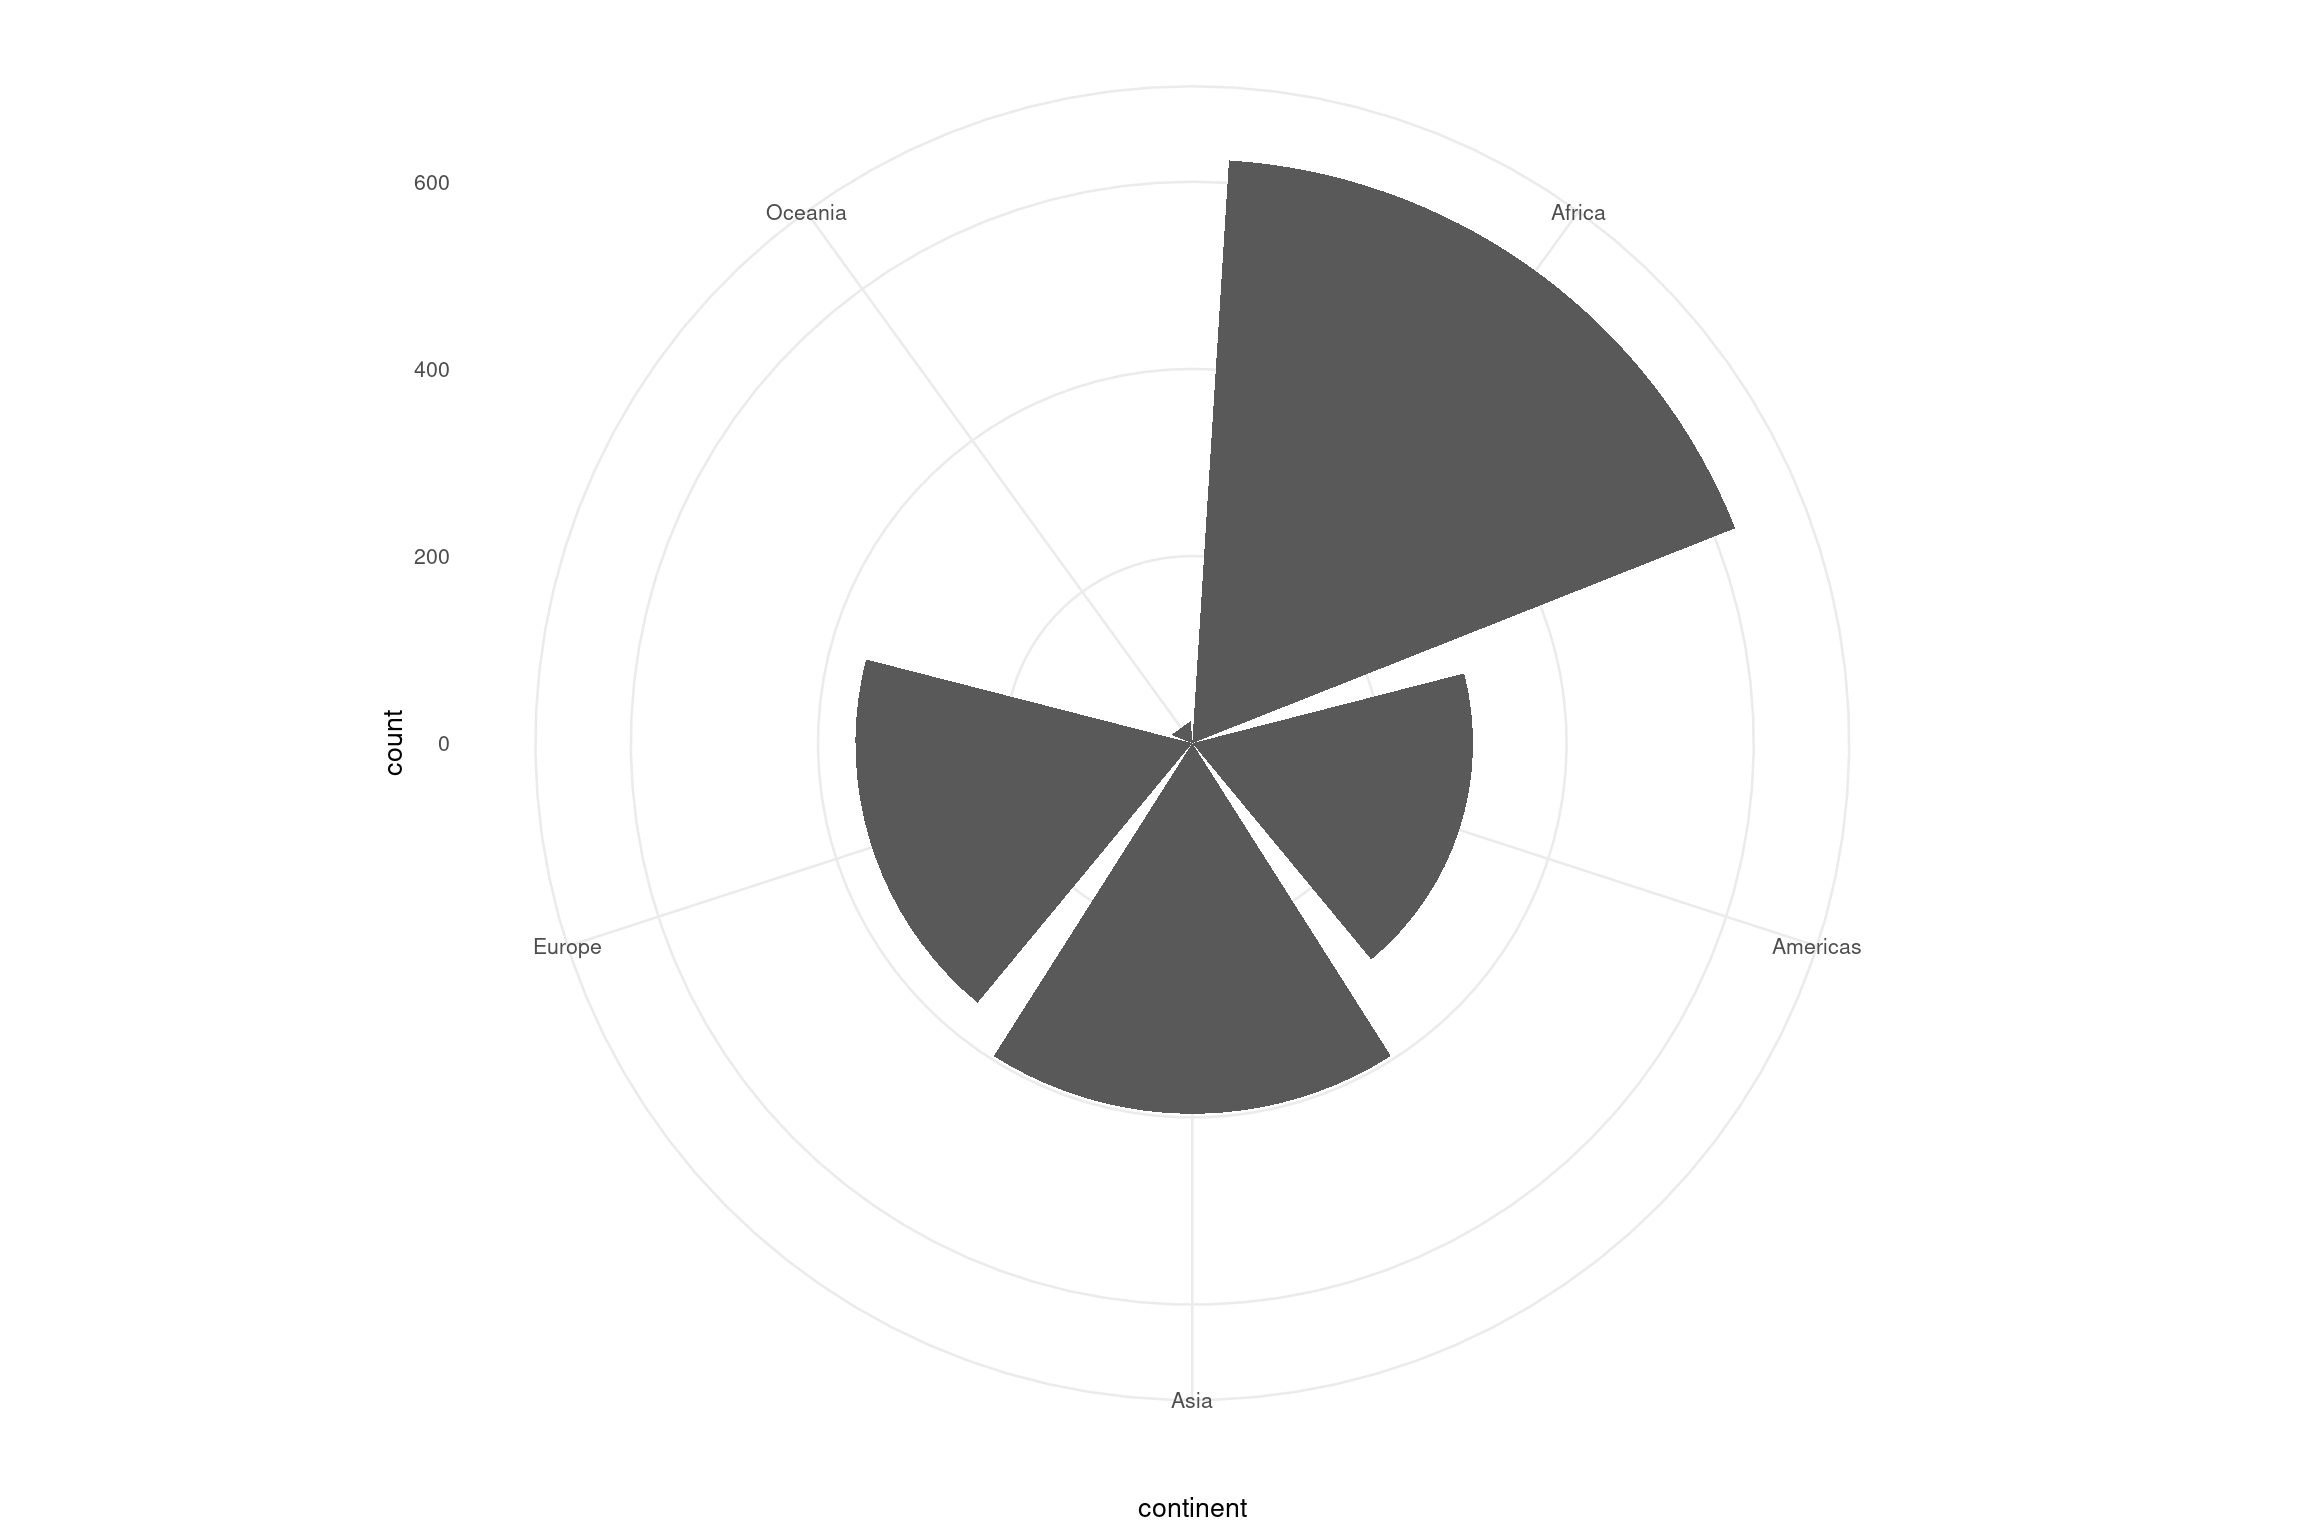 600
Oceania
Africa
400
200
count
0
Europe
Americas
Asia
continent